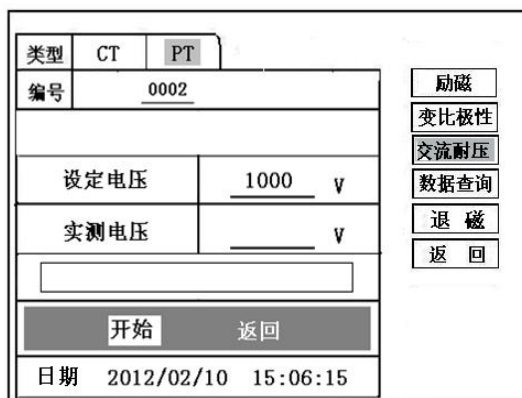 类型 CT PT
编号 0002
设定电压 1000 V
实测电压 V
开始 返回
日期 2012/02/10 15:06:15
励磁
变比极性
交流耐压
数据查询
退 磁
返 回